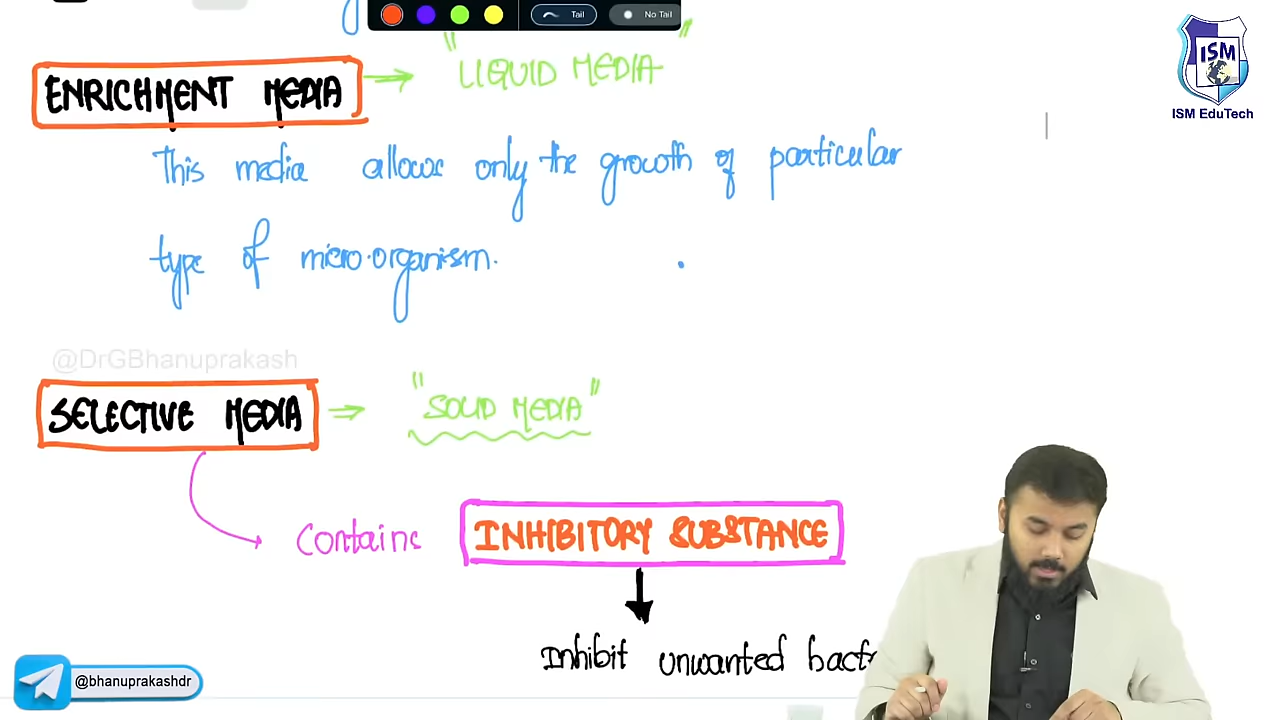 Tail
No Tail
ISM
ISM EduTech
ENRICHMENT MEDIA → "LIQUID MEDIA"
This media allows only the growth of particular
type of micro-organism.
@DrGBhanuprakash
SELECTIVE MEDIA ⇒ "SOLID MEDIA"
Contains INHIBITORY SUBSTANCE
Inhibit unwanted
@bhanuprakashdr